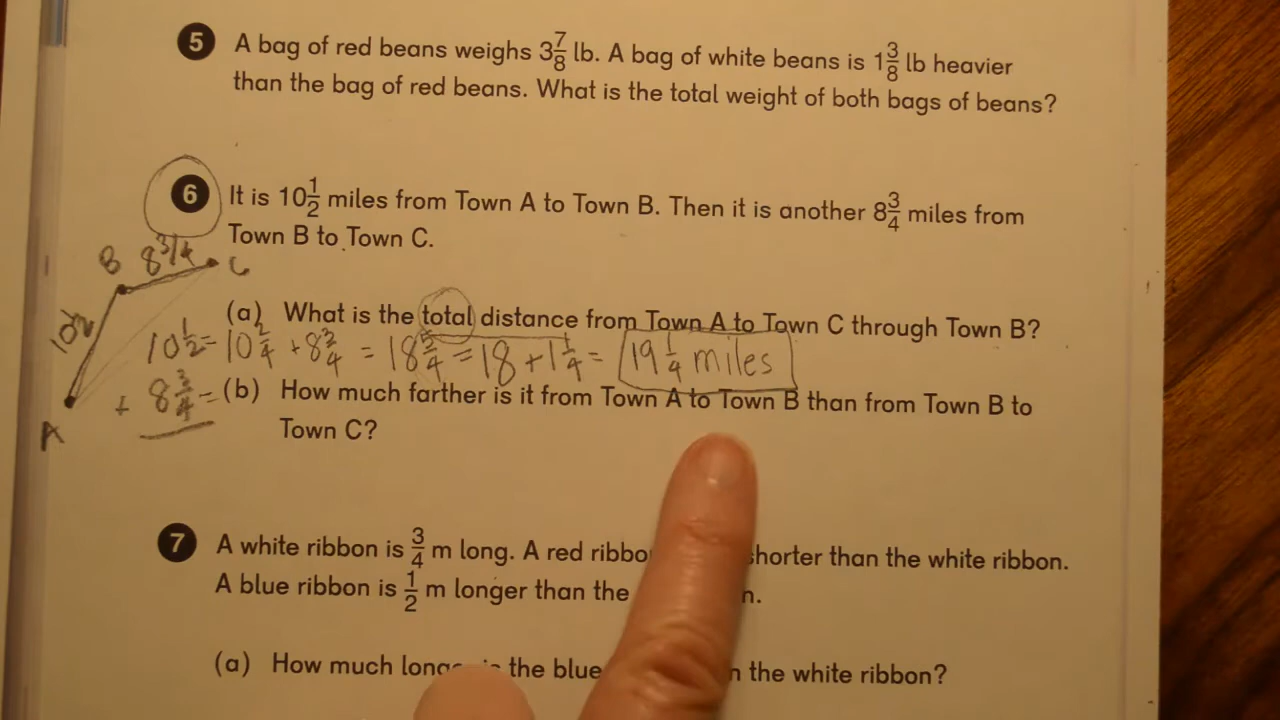 5 A bag of red beans weighs 3 7/8 lb. A bag of white beans is 1 3/8 lb heavier
than the bag of red beans. What is the total weight of both bags of beans?
6 It is 10 1/2 miles from Town A to Town B. Then it is another 8 3/4 miles from
Town B to Town C.
B 8 3/4 C
10 1/2
A
(a) What is the total distance from Town A to Town C through Town B?
10 1/2 = 10 2/4 + 8 3/4 = 18 5/4 = 18 + 1 1/4 = 19 1/4 miles
+ 8 3/4 =
(b) How much farther is it from Town A to Town B than from Town B to
Town C?
7 A white ribbon is 3/4 m long. A red ribbo shorter than the white ribbon.
A blue ribbon is 1/2 m longer than the n.
(a) How much long the blue n the white ribbon?